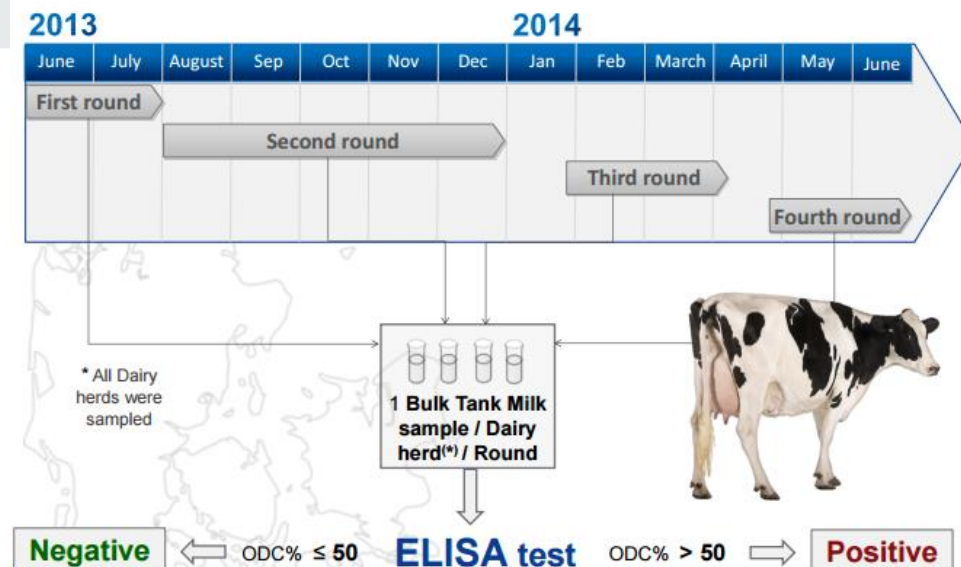 2013
2014
June July August Sep Oct Nov Dec Jan Feb March April May June
First round
Second round
Third round
Fourth round
* All Dairy
herds were
sampled
1 Bulk Tank Milk
sample / Dairy
herd(*) / Round
Negative ODC% ≤ 50 ELISA test ODC% > 50 Positive